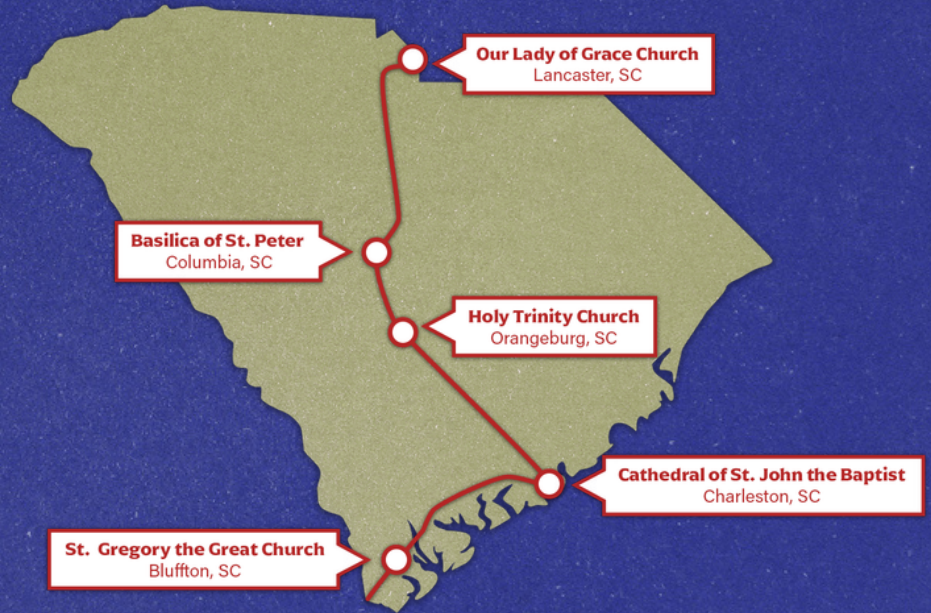 Our Lady of Grace Church
Lancaster, SC
Basilica of St. Peter
Columbia, SC
Holy Trinity Church
Orangeburg, SC
Cathedral of St. John the Baptist
Charleston, SC
St. Gregory the Great Church
Bluffton, SC